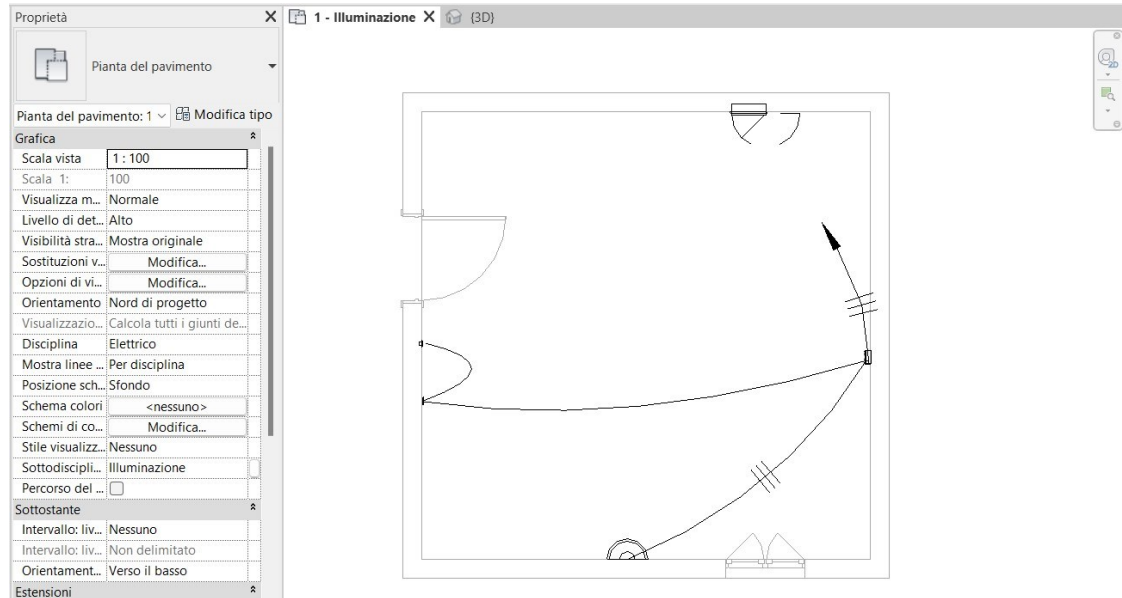 Proprietà
1 - Illuminazione
{3D}
Pianta del pavimento
Pianta del pavimento: 1
Modifica tipo
Grafica
Scala vista 1 : 100
Scala 1: 100
Visualizza m... Normale
Livello di det... Alto
Visibilità stra... Mostra originale
Sostituzioni v... Modifica...
Opzioni di vi... Modifica...
Orientamento Nord di progetto
Visualizzazio... Calcola tutti i giunti de...
Disciplina Elettrico
Mostra linee ... Per disciplina
Posizione sch... Sfondo
Schema colori <nessuno>
Schemi di co... Modifica...
Stile visualizz... Nessuno
Sottodiscipli... Illuminazione
Percorso del ...
Sottostante
Intervallo: liv... Nessuno
Intervallo: liv... Non delimitato
Orientament... Verso il basso
Estensioni
2D